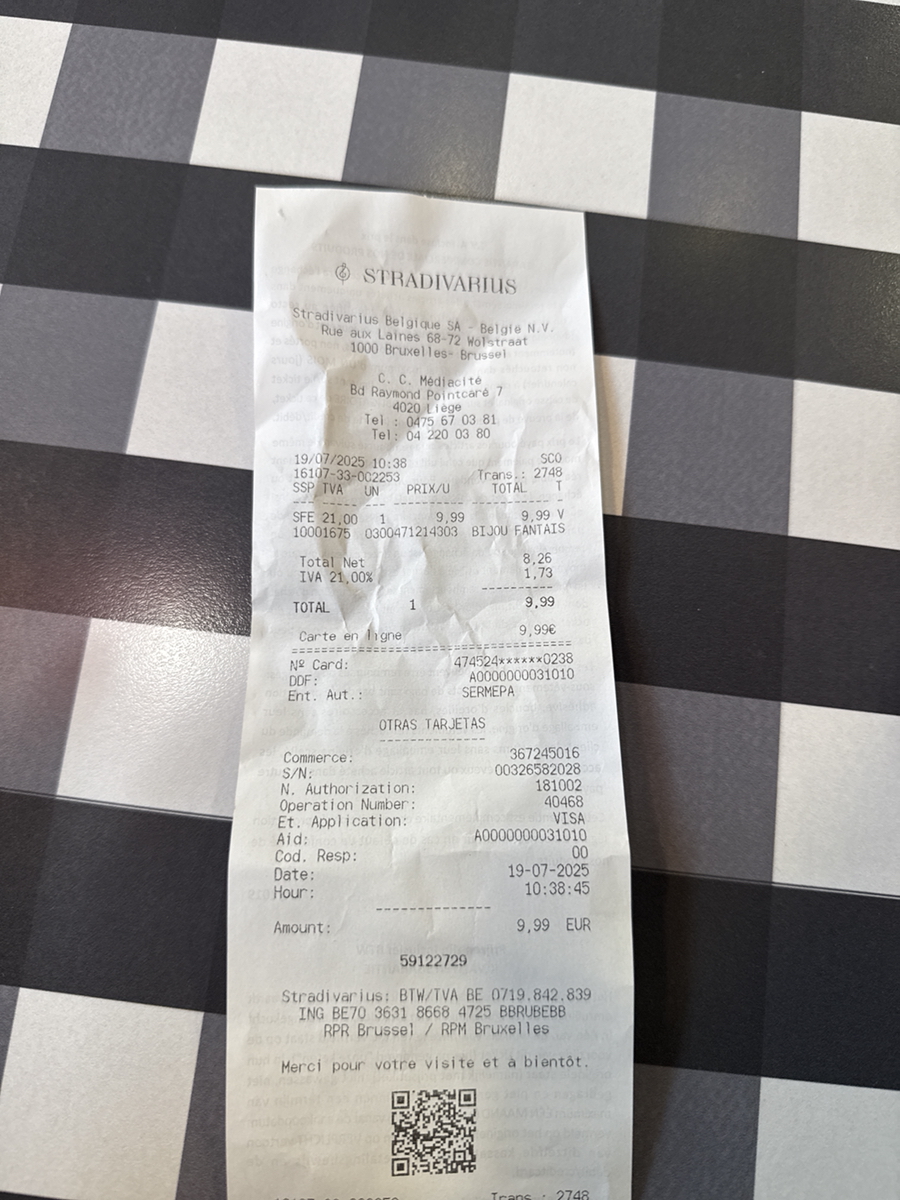 STRADIVARIUS
Stradivarius Belgique SA - België N.V.
Rue aux Laines 68-72 Wolstraat
1000 Bruxelles- Brussel
C. C. Médiacité
Bd Raymond Pointcaré 7
4020 Liège
Tel : 0475 67 03 81
Tel: 04 220 03 80
19/07/2025 10:38 SCO
16107-33-002253 Trans.: 2748
SSP TVA UN PRIX/U TOTAL T
SFE 21,00 1 9,99 9,99 V
10001675 0300471214303 BIJOU FANTAIS
Total Net 8,26
IVA 21,00% 1,73
TOTAL 1 9,99
Carte en ligne 9,99€
Nº Card: 474524******0238
DDF: A0000000031010
Ent. Aut.: SERMEPA
OTRAS TARJETAS
Commerce: 367245016
S/N: 00326582028
N. Authorization: 181002
Operation Number: 40468
Et. Application: VISA
Aid: A0000000031010
Cod. Resp: 00
Date: 19-07-2025
Hour: 10:38:45
Amount: 9,99 EUR
59122729
Stradivarius: BTW/TVA BE 0719.842.839
ING BE70 3631 8668 4725 BBRUBEBB
RPR Brussel / RPM Bruxelles
Merci pour votre visite et à bientôt.
Trans.: 2748